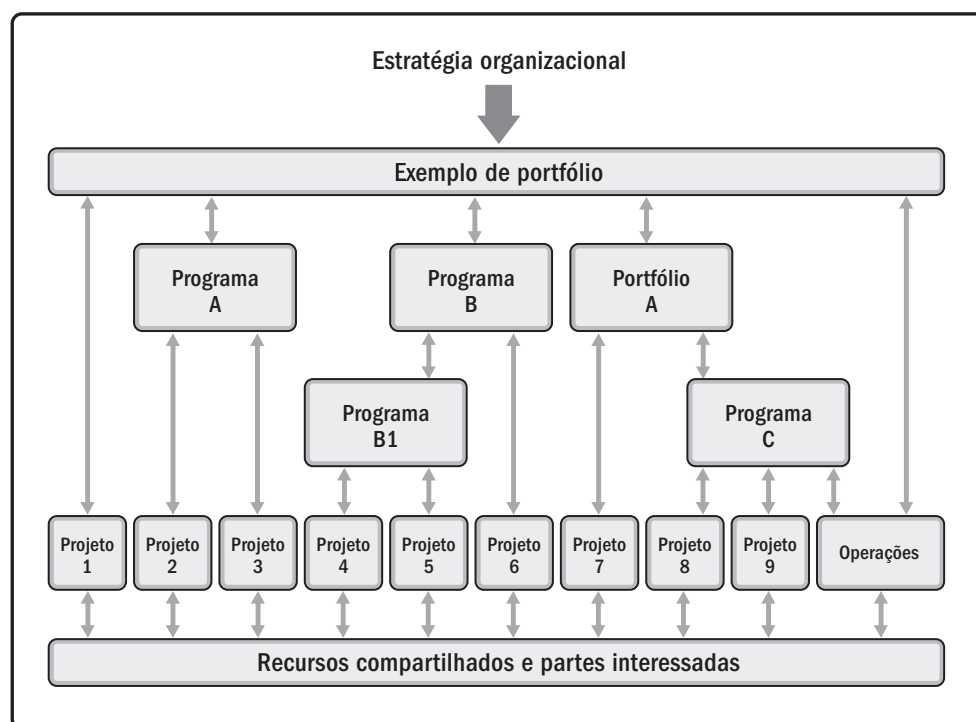 Estratégia organizacional
Exemplo de portfólio
Programa
A
Programa
B
Portfólio
A
Programa
B1
Programa
C
Projeto
1
Projeto
2
Projeto
3
Projeto
4
Projeto
5
Projeto
6
Projeto
7
Projeto
8
Projeto
9
Operações
Recursos compartilhados e partes interessadas